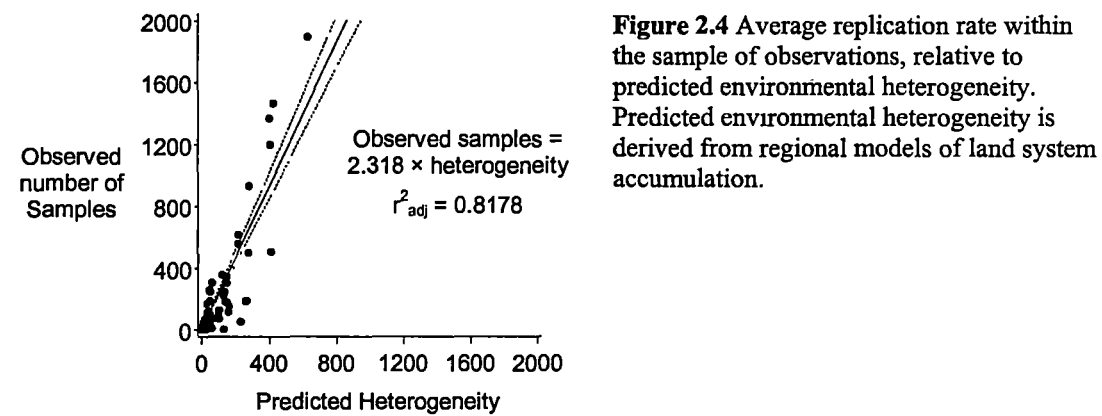 2000
1600
1200
800
400
0
Observed
number of
Samples
Observed samples =
2.318 × heterogeneity
r²adj = 0.8178
0 400 800 1200 1600 2000
Predicted Heterogeneity
Figure 2.4 Average replication rate within
the sample of observations, relative to
predicted environmental heterogeneity.
Predicted environmental heterogeneity is
derived from regional models of land system
accumulation.